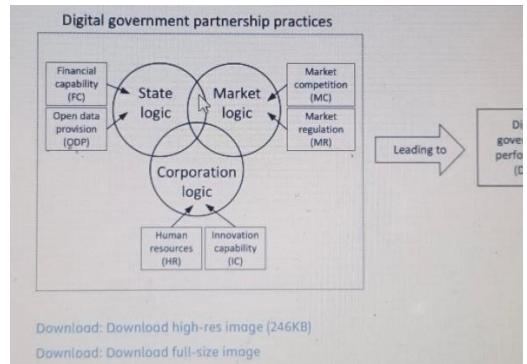 Digital government partnership practices
Financial
capability
(FC)
Open data
provision
(ODP)
State
logic
Market
logic
Corporation
logic
Market
competition
(MC)
Market
regulation
(MR)
Human
resources
(HR)
Innovation
capability
(IC)
Leading to
Download: Download high-res image (246KB)
Download: Download full-size image